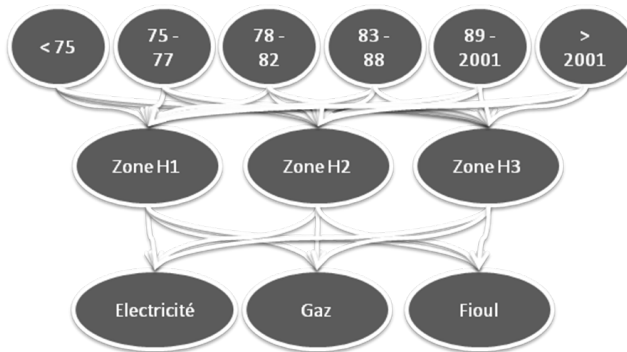 < 75
75 -
77
78 -
82
83 -
88
89 -
2001
>
2001
Zone H1
Zone H2
Zone H3
Electricité
Gaz
Fioul